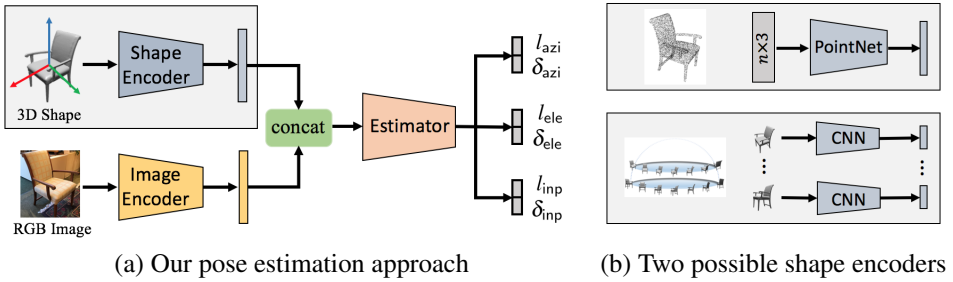 Shape
Encoder
3D Shape
concat
Estimator
Image
Encoder
RGB Image
l_azi
δ_azi
l_ele
δ_ele
l_inp
δ_inp
(a) Our pose estimation approach
n×3
PointNet
CNN
CNN
(b) Two possible shape encoders